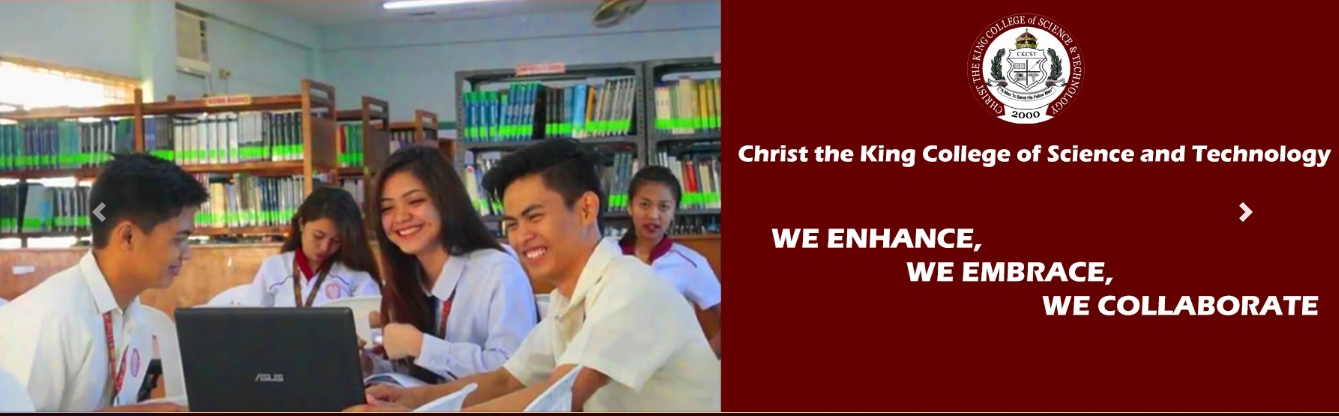 CHRIST THE KING COLLEGE of SCIENCE & TECHNOLOGY
CKCST
2000
Christ the King College of Science and Technology
WE ENHANCE,
WE EMBRACE,
WE COLLABORATE
ASUS